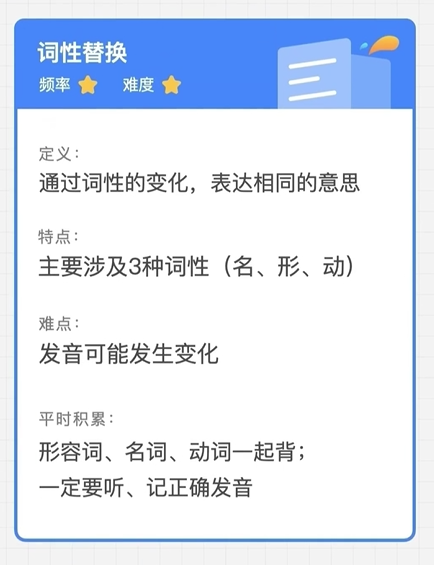 词性替换
频率 难度
定义：
通过词性的变化，表达相同的意思
特点：
主要涉及3种词性（名、形、动）
难点：
发音可能发生变化
平时积累：
形容词、名词、动词一起背；
一定要听、记正确发音